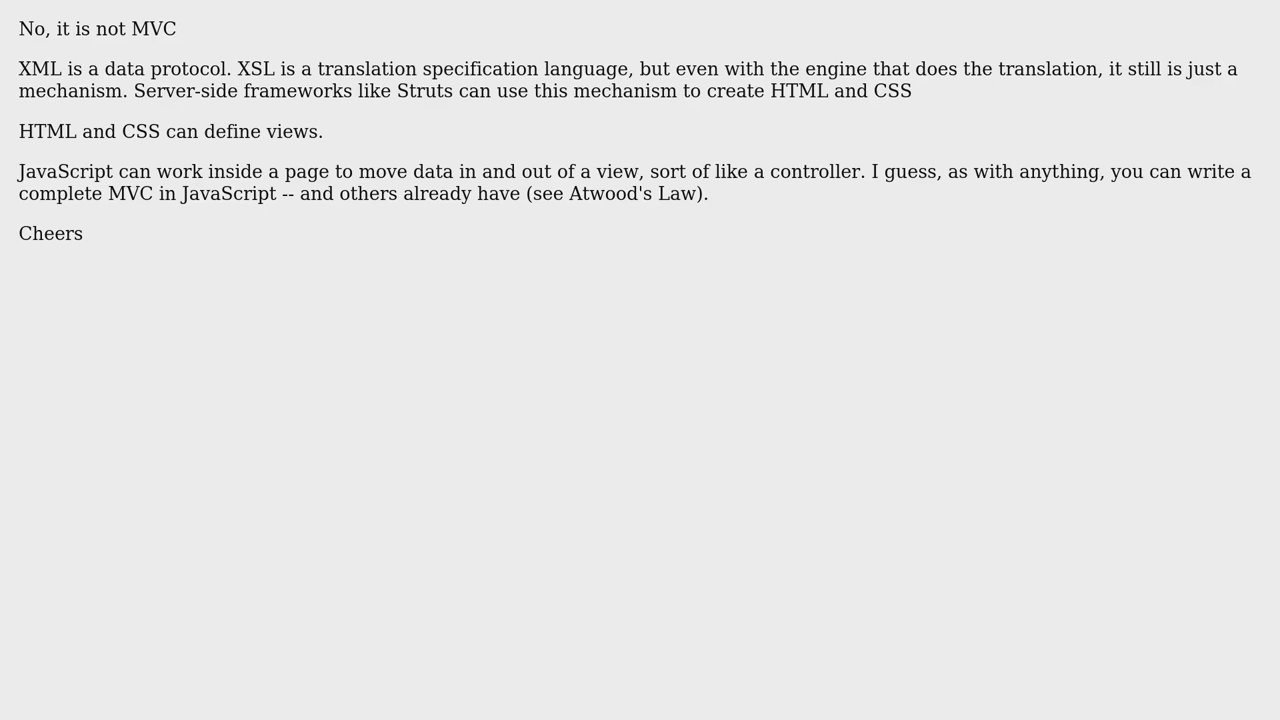 No, it is not MVC
XML is a data protocol. XSL is a translation specification language, but even with the engine that does the translation, it still is just a
mechanism. Server-side frameworks like Struts can use this mechanism to create HTML and CSS
HTML and CSS can define views.
JavaScript can work inside a page to move data in and out of a view, sort of like a controller. I guess, as with anything, you can write a
complete MVC in JavaScript -- and others already have (see Atwood's Law).
Cheers